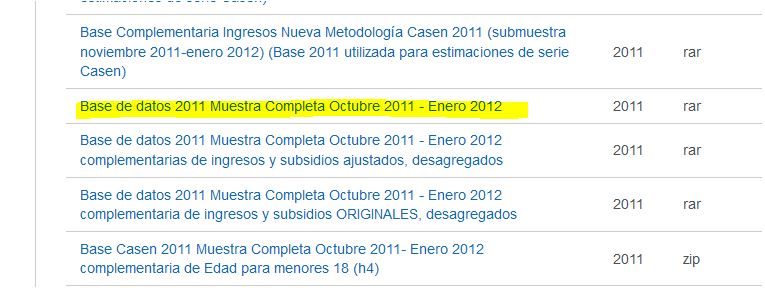 estimaciones de serie Casen)
Base Complementaria Ingresos Nueva Metodología Casen 2011 (submuestra
noviembre 2011-enero 2012) (Base 2011 utilizada para estimaciones de serie
Casen)
2011
rar
Base de datos 2011 Muestra Completa Octubre 2011 - Enero 2012
2011
rar
Base de datos 2011 Muestra Completa Octubre 2011 - Enero 2012
complementarias de ingresos y subsidios ajustados, desagregados
2011
rar
Base de datos 2011 Muestra Completa Octubre 2011 - Enero 2012
complementaria de ingresos y subsidios ORIGINALES, desagregados
2011
rar
Base Casen 2011 Muestra Completa Octubre 2011- Enero 2012
complementaria de Edad para menores 18 (h4)
2011
zip